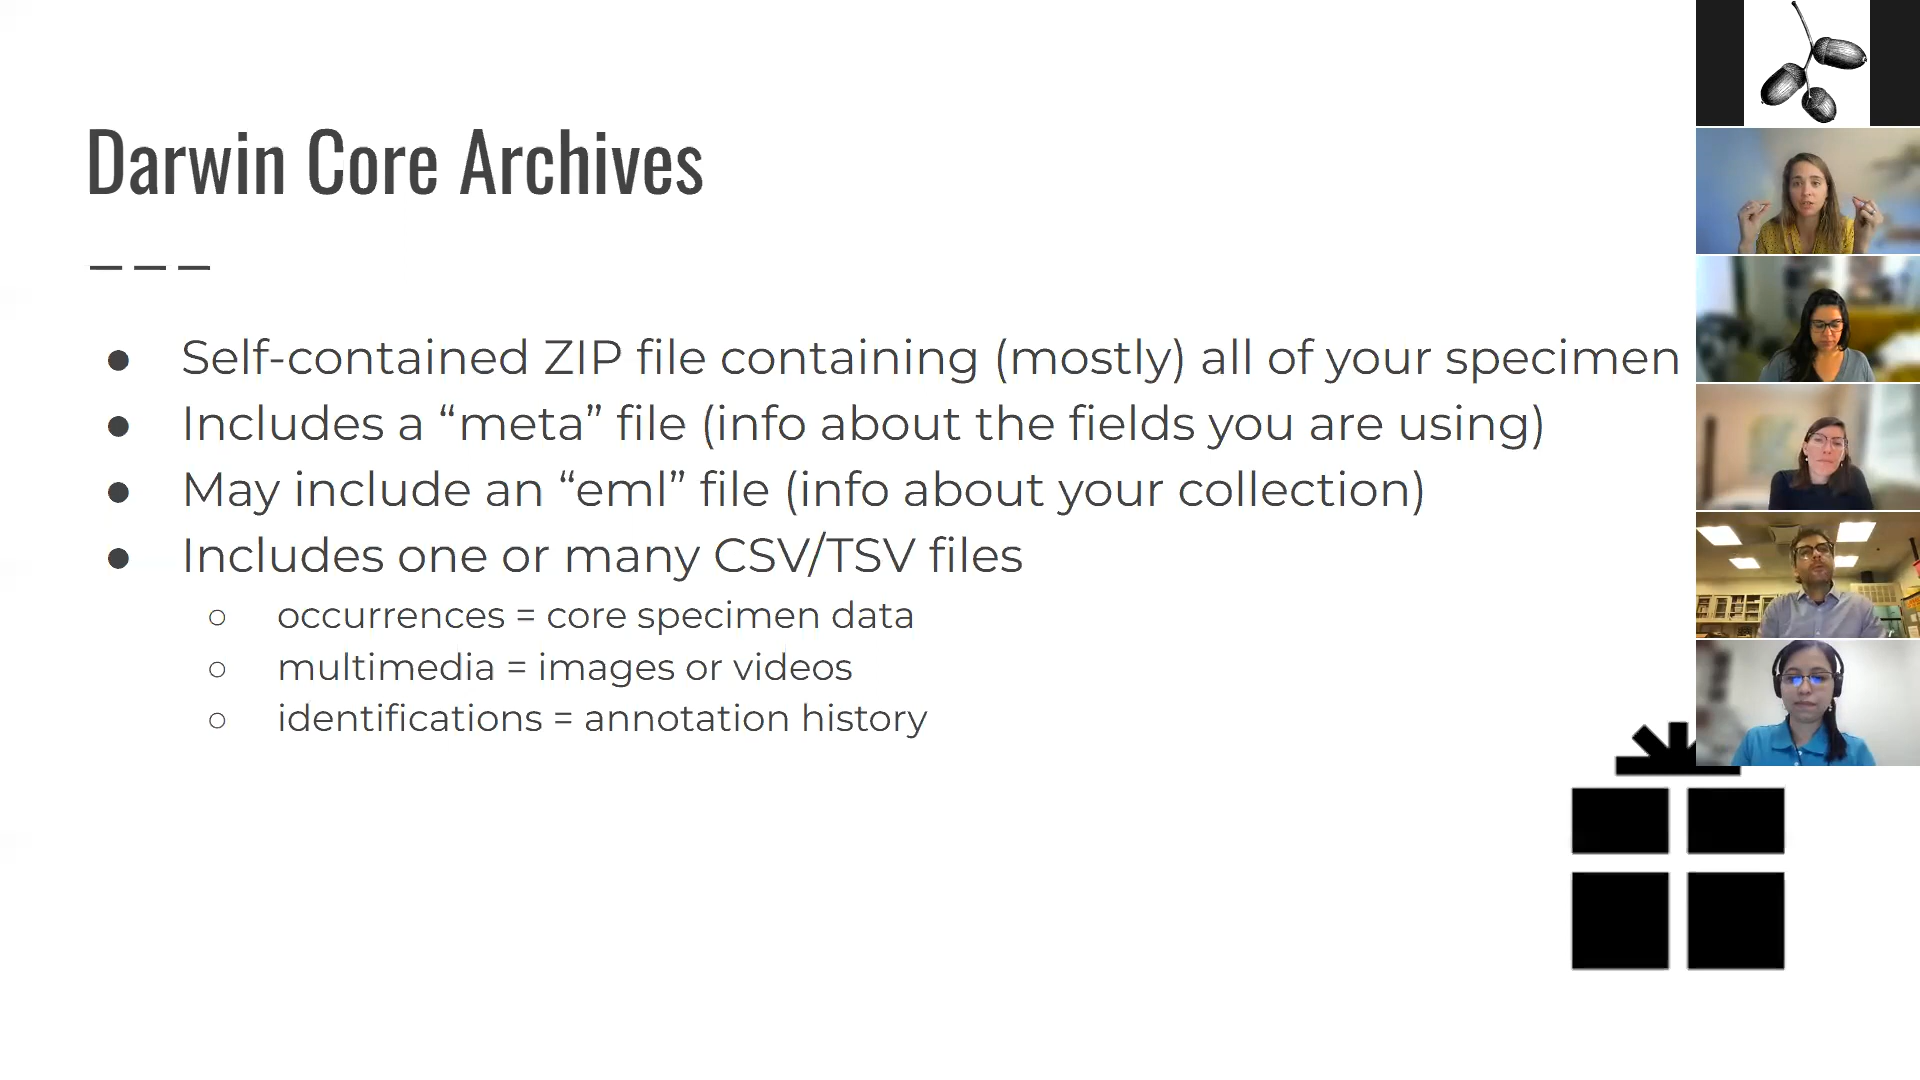 Darwin Core Archives
● Self-contained ZIP file containing (mostly) all of your specimen
● Includes a “meta” file (info about the fields you are using)
● May include an “eml” file (info about your collection)
● Includes one or many CSV/TSV files
○ occurrences = core specimen data
○ multimedia = images or videos
○ identifications = annotation history